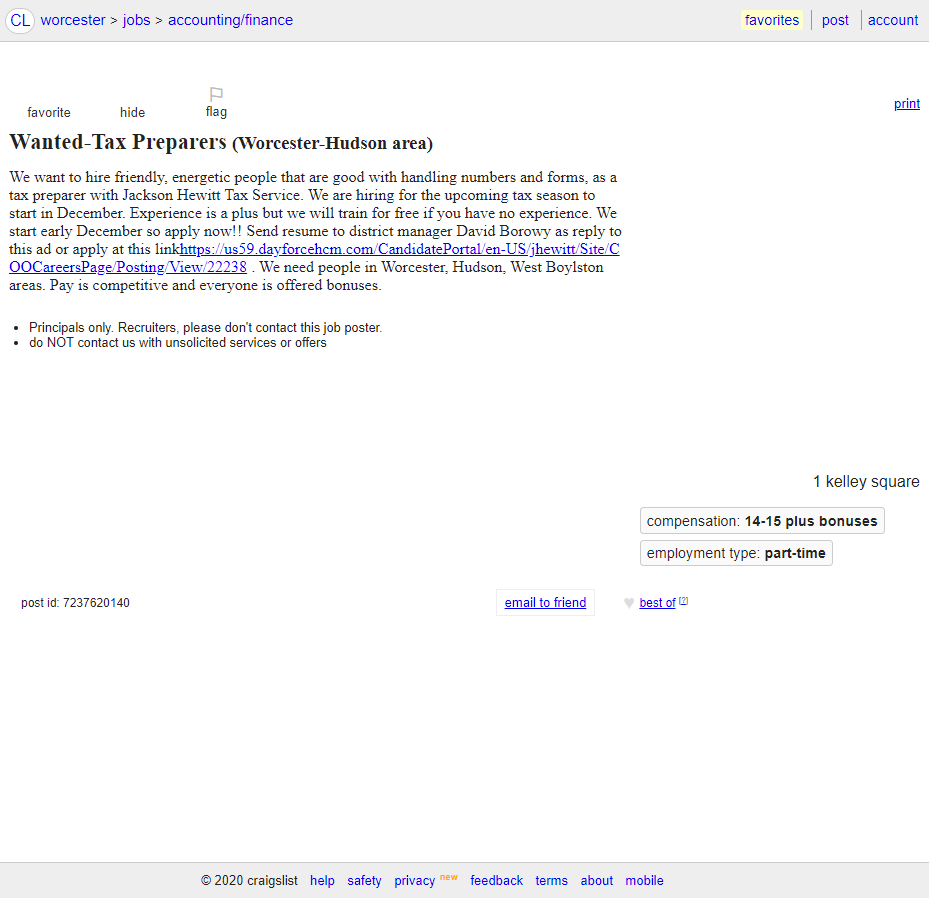 CL worcester > jobs > accounting/finance favorites post account
favorite hide flag print
Wanted-Tax Preparers (Worcester-Hudson area)
We want to hire friendly, energetic people that are good with handling numbers and forms, as a
tax preparer with Jackson Hewitt Tax Service. We are hiring for the upcoming tax season to
start in December. Experience is a plus but we will train for free if you have no experience. We
start early December so apply now!! Send resume to district manager David Borowy as reply to
this ad or apply at this linkhttps://us59.dayforcehcm.com/CandidatePortal/en-US/jhewitt/Site/C
OOCareersPage/Posting/View/22238 . We need people in Worcester, Hudson, West Boylston
areas. Pay is competitive and everyone is offered bonuses.
• Principals only. Recruiters, please don't contact this job poster.
• do NOT contact us with unsolicited services or offers
1 kelley square
compensation: 14-15 plus bonuses
employment type: part-time
post id: 7237620140 email to friend ♥ best of [?]
© 2020 craigslist help safety privacy new feedback terms about mobile